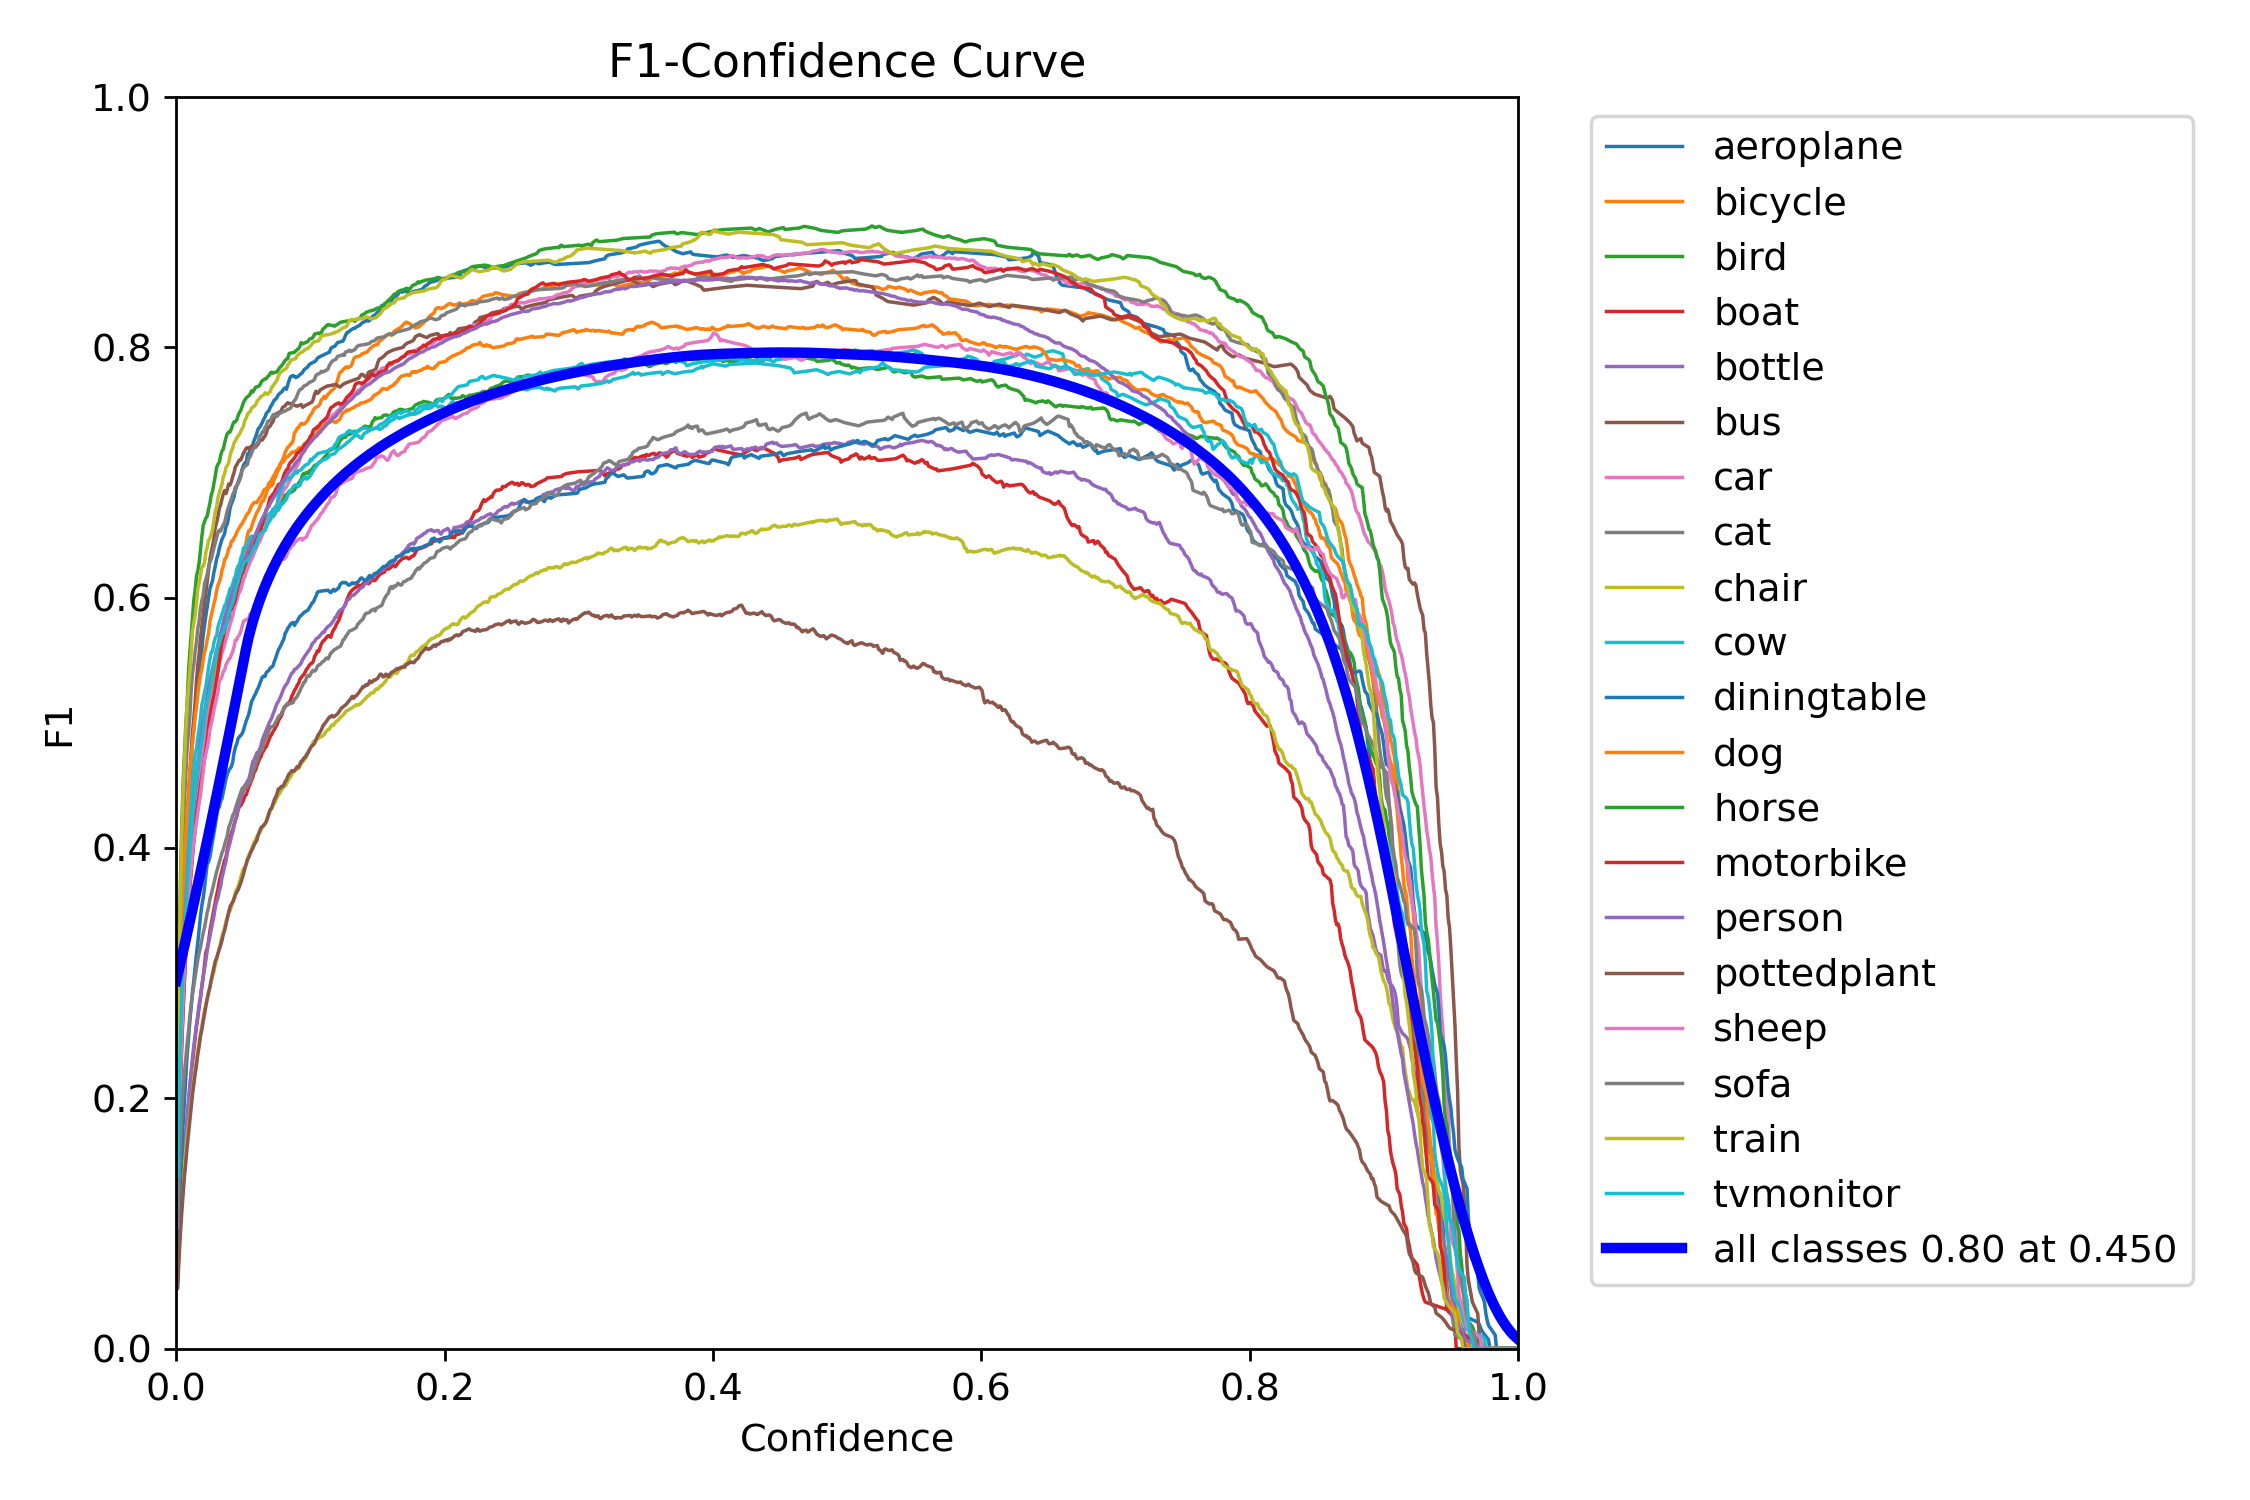 F1-Confidence Curve
1.0
0.8
0.6
0.4
0.2
0.0
F1
0.0 0.2 0.4 0.6 0.8 1.0
Confidence
aeroplane
bicycle
bird
boat
bottle
bus
car
cat
chair
cow
diningtable
dog
horse
motorbike
person
pottedplant
sheep
sofa
train
tvmonitor
all classes 0.80 at 0.450